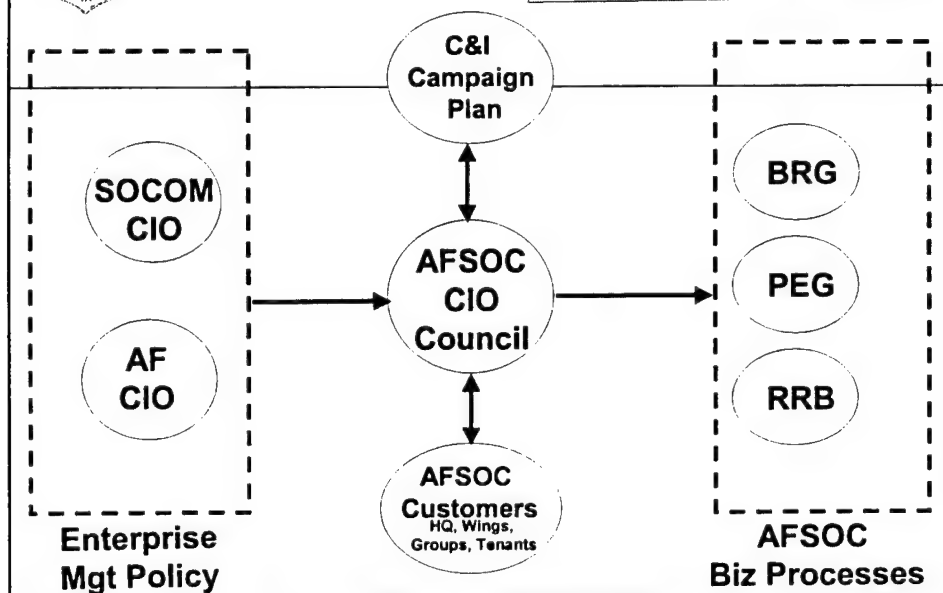 C&I
Campaign
Plan
SOCOM
CIO
AF
CIO
Enterprise
Mgt Policy
AFSOC
CIO
Council
AFSOC
Customers
HQ, Wings,
Groups, Tenants
BRG
PEG
RRB
AFSOC
Biz Processes